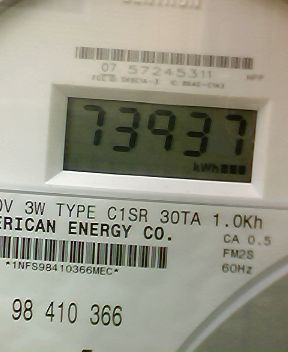 07 57245311 NPP
73937
kWh
0V 3W TYPE C1SR 30TA 1.0Kh
ERICAN ENERGY CO.
CA 0.5
*1NFS98410366MEC*
FM2S
60Hz
98 410 366